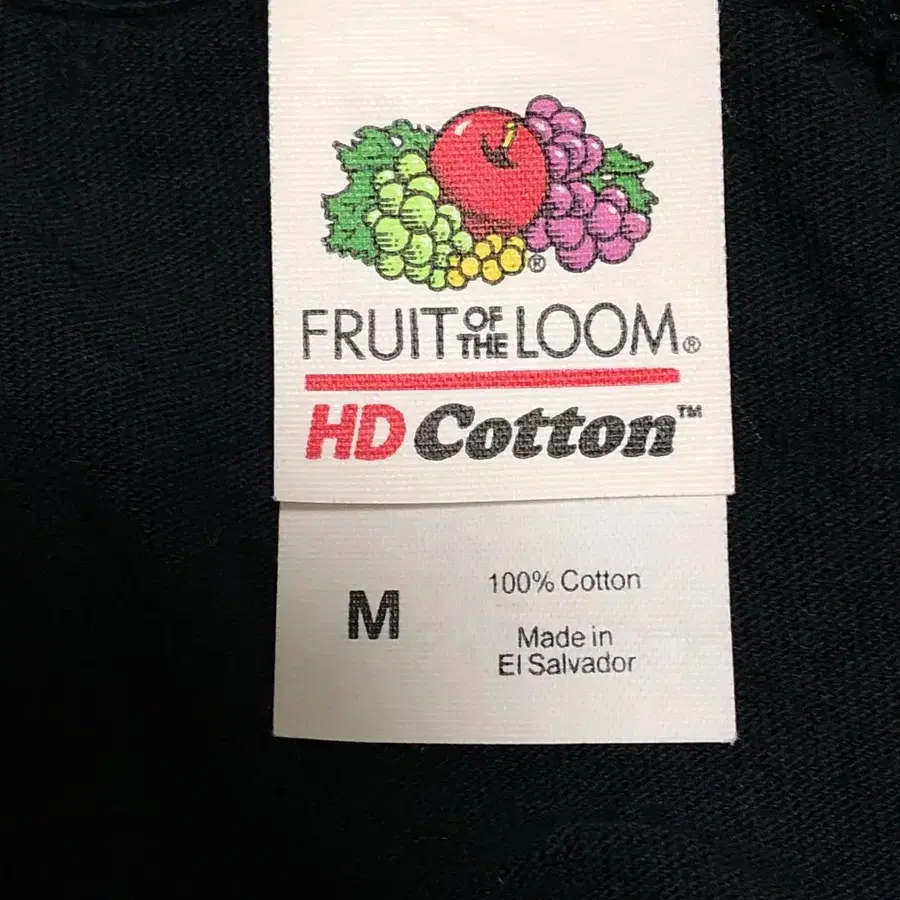 ®
FRUIT OF THE LOOM®
HD Cotton™
M
100% Cotton
Made in
El Salvador